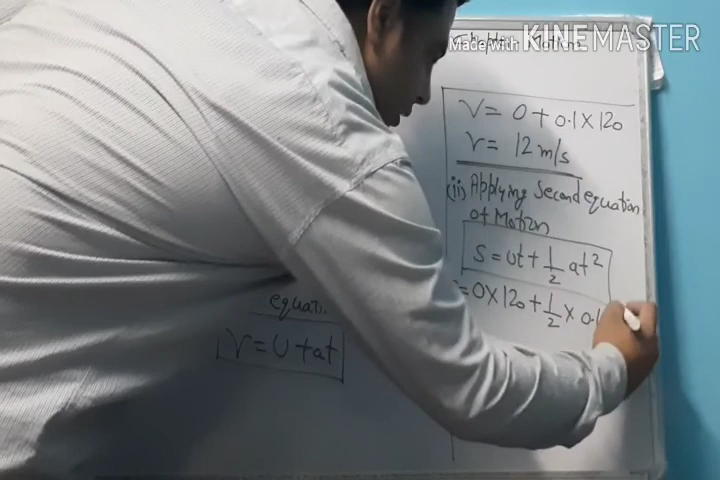 Made with KINEMASTER
Motion
V = 0 + 0.1 × 120
V = 12 m/s
(ii) Applying Second equation
of Motion
S = ut + 1/2 at²
= 0 × 120 + 1/2 × 0.1
V = U + at